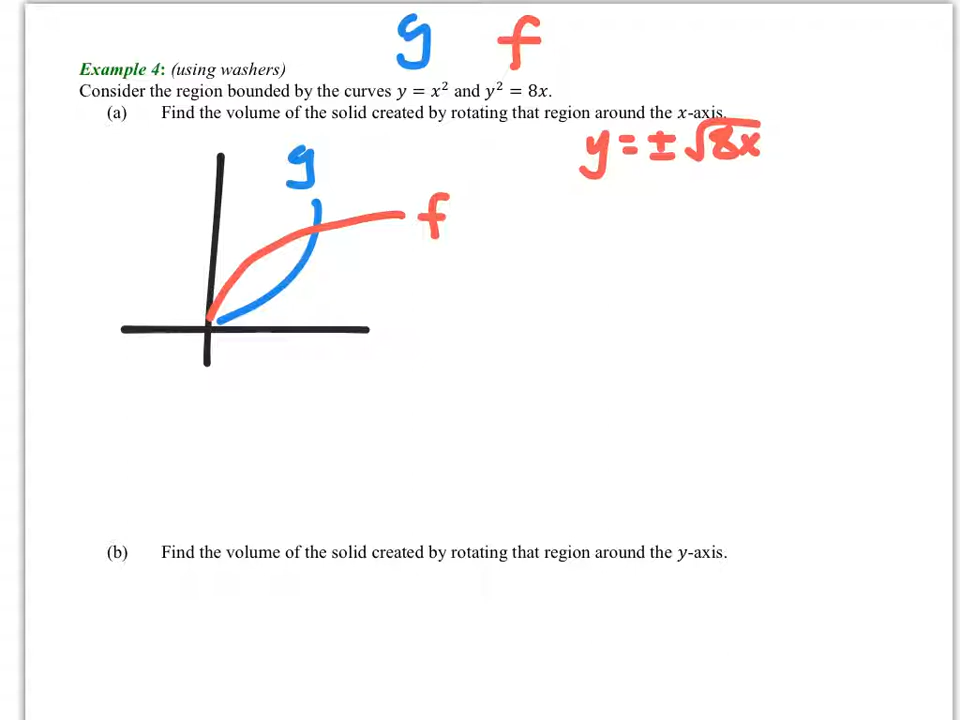 g f
Example 4: (using washers)
Consider the region bounded by the curves y = x² and y² = 8x.
(a) Find the volume of the solid created by rotating that region around the x-axis.
y = ± √8x
g
f
(b) Find the volume of the solid created by rotating that region around the y-axis.